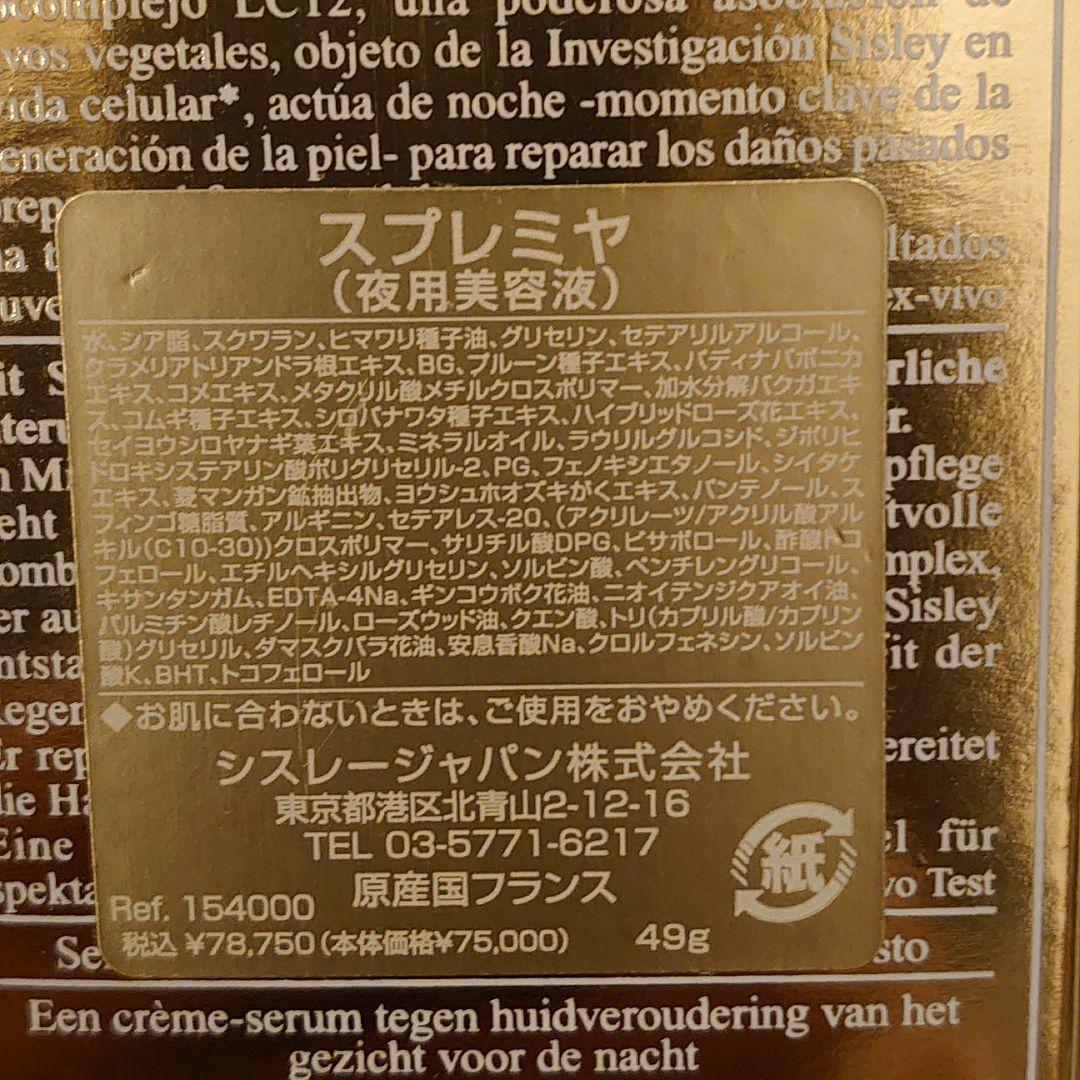 complejo LC12, una poderosa asociación de
vegetales, objeto de la Investigación Sisley en
celular*, actúa de noche -momento clave de la
de la piel- para reparar los daños pasados
スプレミヤ
(夜用美容液)
水、シア脂、スクワラン、ヒマワリ種子油、グリセリン、セテアリルアルコール、
クラメリアトリアンドラ根エキス、BG、プルーン種子エキス、パディナパボニカ
エキス、コメエキス、メタクリル酸メチルクロスポリマー、加水分解バクガエキ
ス、コムギ種子エキス、シロバナワタ種子エキス、ハイブリッドローズ花エキス、
セイヨウシロヤナギ葉エキス、ミネラルオイル、ラウリルグルコシド、ジポリヒ
ドロキシステアリン酸ポリグリセリル-2、PG、フェノキシエタノール、シイタケ
エキス、菱マンガン鉱抽出物、ヨウシュホオズキがくエキス、パンテノール、ス
フィンゴ糖脂質、アルギニン、セテアレス-20、(アクリレーツ/アクリル酸アル
キル(C10-30))クロスポリマー、サリチル酸DPG、ビサボロール、酢酸トコ
フェロール、エチルヘキシルグリセリン、ソルビン酸、ペンチレングリコール、
キサンタンガム、EDTA-4Na、ギンコウボク花油、ニオイテンジクアオイ油、
パルミチン酸レチノール、ローズウッド油、クエン酸、トリ(カプリル酸/カプリン
酸)グリセリル、ダマスクバラ花油、安息香酸Na、クロルフェネシン、ソルビン
酸K、BHT、トコフェロール
◆お肌に合わないときは、ご使用をおやめください。
シスレージャパン株式会社
東京都港区北青山2-12-16
TEL 03-5771-6217
原産国フランス
紙
Ref. 154000
税込 ¥78,750(本体価格¥75,000) 49g
ex-vivo
der
für
Test
Een crème-serum tegen huidveroudering van het
gezicht voor de nacht